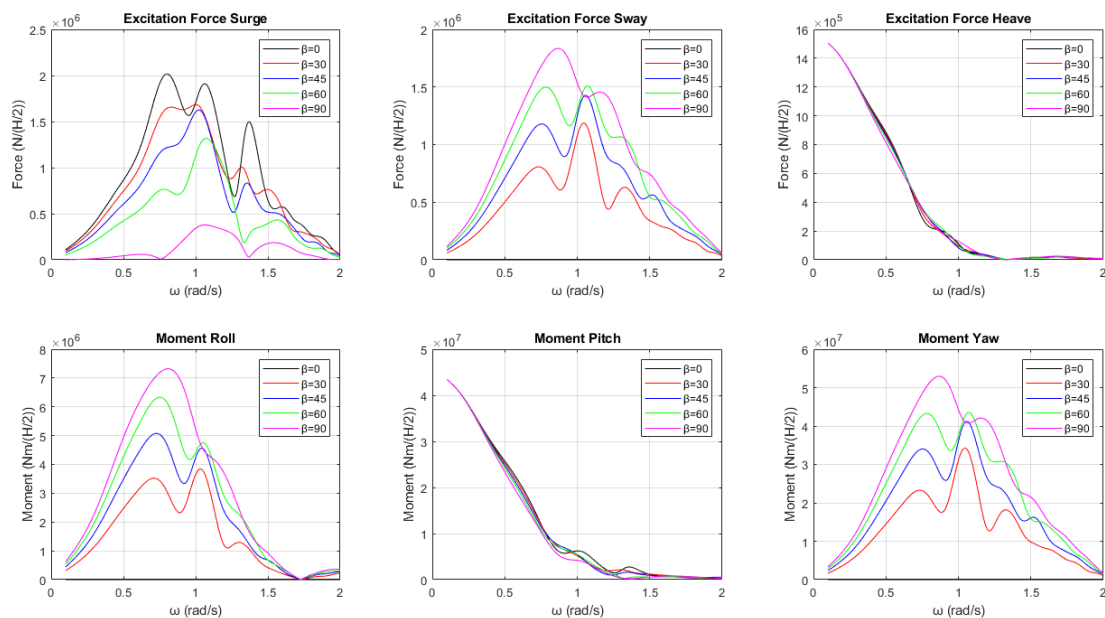 Excitation Force Surge
×10⁶
Force (N/(H/2))
2.5
2
1.5
1
0.5
0
β=0
β=30
β=45
β=60
β=90
0 0.5 1 1.5 2
ω (rad/s)
Excitation Force Sway
×10⁶
Force (N/(H/2))
2.5
2
1.5
1
0.5
0
β=0
β=30
β=45
β=60
β=90
0 0.5 1 1.5 2
ω (rad/s)
Excitation Force Heave
×10⁵
Force (N/(H/2))
16
14
12
10
8
6
4
2
0
β=0
β=30
β=45
β=60
β=90
0 0.5 1 1.5 2
ω (rad/s)
Moment Roll
×10⁶
Moment (Nm/(H/2))
8
7
6
5
4
3
2
1
0
β=0
β=30
β=45
β=60
β=90
0 0.5 1 1.5 2
ω (rad/s)
Moment Pitch
×10⁷
Moment (Nm/(H/2))
5
4
3
2
1
0
β=0
β=30
β=45
β=60
β=90
0 0.5 1 1.5 2
ω (rad/s)
Moment Yaw
×10⁷
Moment (Nm/(H/2))
6
5
4
3
2
1
0
β=0
β=30
β=45
β=60
β=90
0 0.5 1 1.5 2
ω (rad/s)